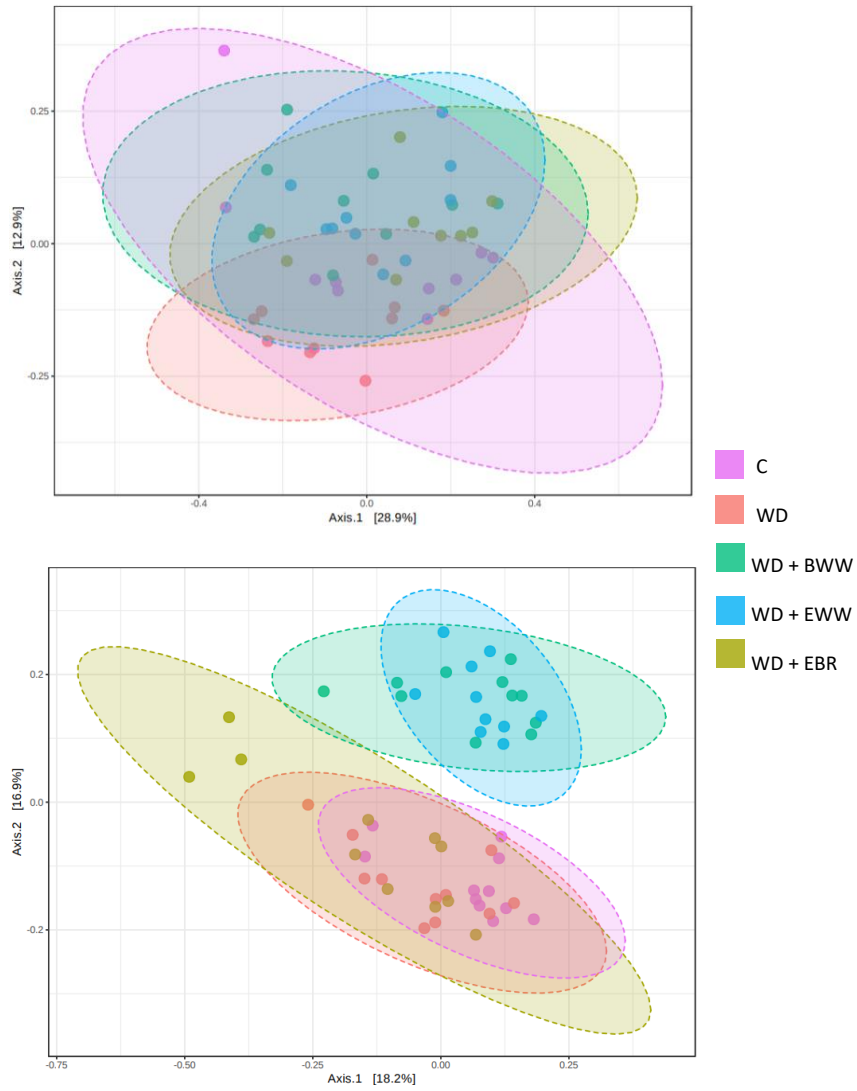 0.25
0.00
-0.25
Axis.2 [12.9%]
-0.4
0.0
0.4
Axis.1 [28.9%]
C
WD
WD + BWW
WD + EWW
WD + EBR
0.2
0.0
-0.2
Axis.2 [16.9%]
-0.75
-0.50
-0.25
0.00
0.25
Axis.1 [18.2%]